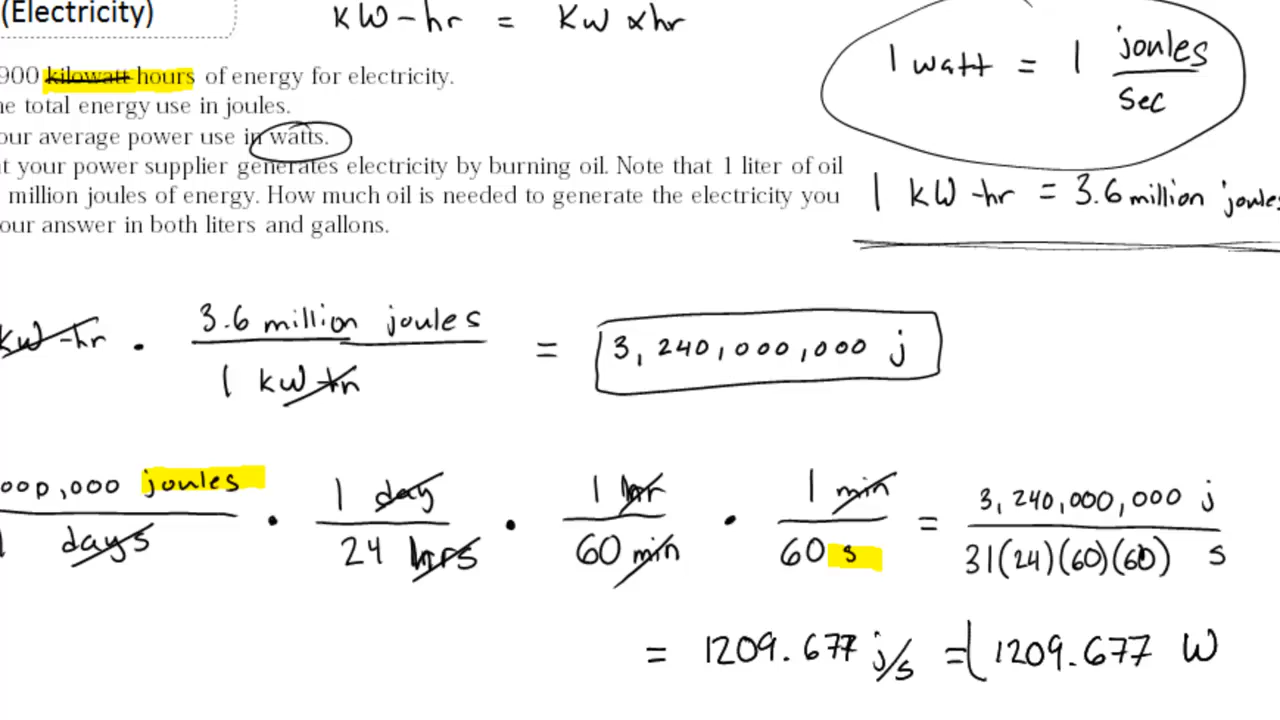 (Electricity)
KW-hr = KW x hr
1 watt = 1 joules/sec
900 kilowatt hours of energy for electricity.
ne total energy use in joules.
our average power use in watts.
at your power supplier generates electricity by burning oil. Note that 1 liter of oil
million joules of energy. How much oil is needed to generate the electricity you
our answer in both liters and gallons.
1 KW-hr = 3.6 million joules
KW-hr · 3.6 million joules / 1 KW-hr = 3,240,000,000 j
000,000 joules / days · 1 day / 24 hrs · 1 hr / 60 min · 1 min / 60 s = 3,240,000,000 j / 31(24)(60)(60) s
= 1209.677 j/s = 1209.677 W